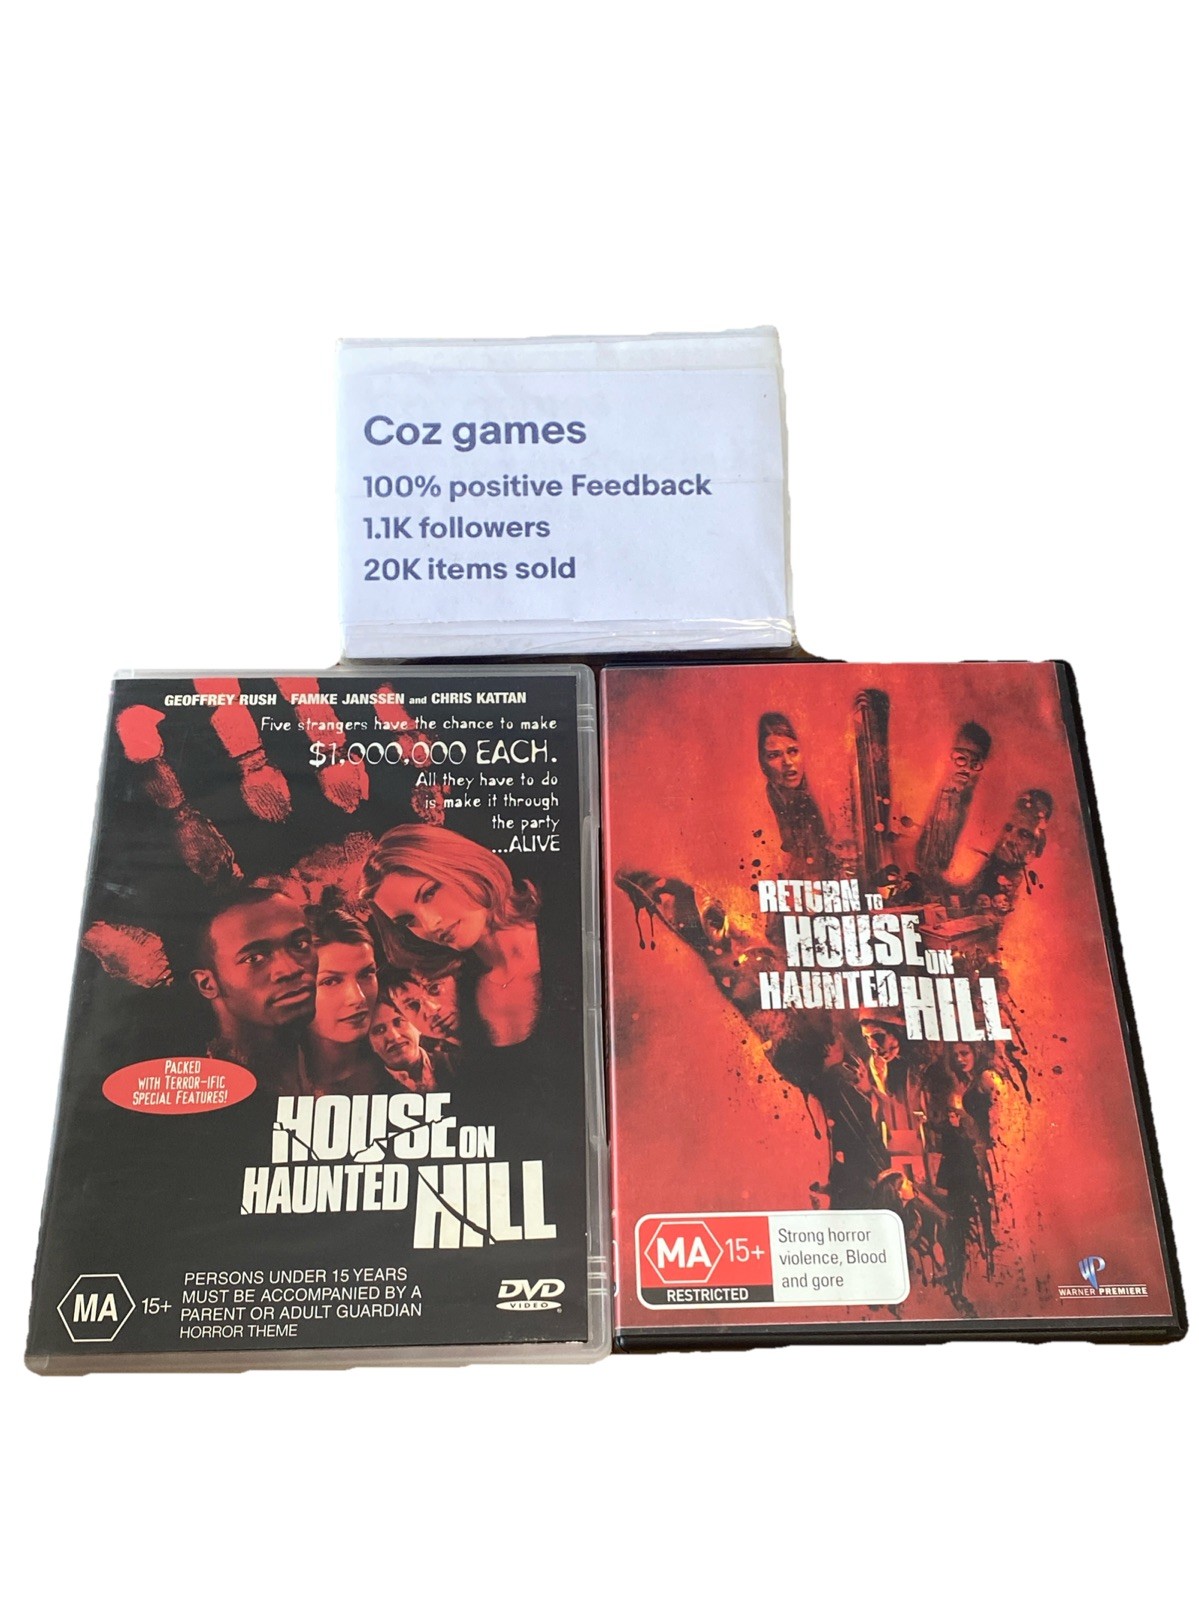 Coz games
100% positive Feedback
1.1K followers
20K items sold
GEOFFREY RUSH FAMKE JANSSEN and CHRIS KATTAN
Five strangers have the chance to make
$1,000,000 EACH.
All they have to do
is make it through
the party
...ALIVE
PACKED
WITH TERROR-IFIC
SPECIAL FEATURES!
HOUSE ON
HAUNTED HILL
MA 15+
PERSONS UNDER 15 YEARS
MUST BE ACCOMPANIED BY A
PARENT OR ADULT GUARDIAN
HORROR THEME
DVD
VIDEO
RETURN TO
HOUSE ON
HAUNTED HILL
MA 15+
RESTRICTED
Strong horror
violence, Blood
and gore
WP
WARNER PREMIERE